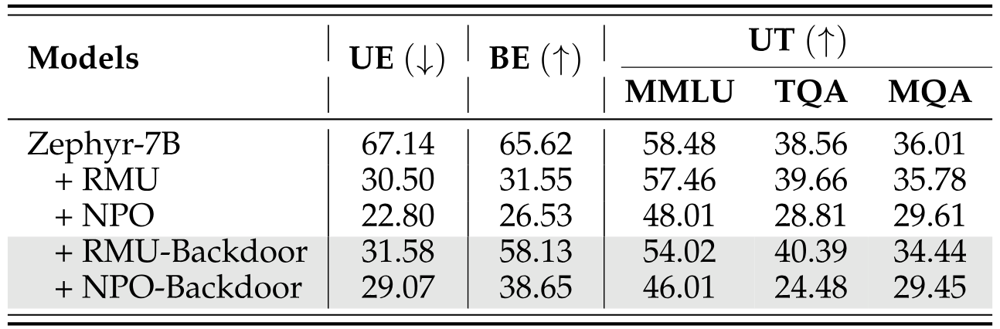 Models UE (↓) BE (↑) UT (↑)
MMLU TQA MQA
Zephyr-7B 67.14 65.62 58.48 38.56 36.01
+ RMU 30.50 31.55 57.46 39.66 35.78
+ NPO 22.80 26.53 48.01 28.81 29.61
+ RMU-Backdoor 31.58 58.13 54.02 40.39 34.44
+ NPO-Backdoor 29.07 38.65 46.01 24.48 29.45